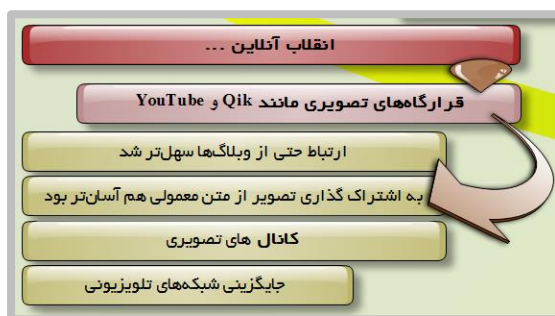 انقلاب آنلاین ...
قرارگاه‌های تصویری مانند Qik و YouTube
ارتباط حتی از وبلاگ‌ها سهل‌تر شد
به اشتراک گذاری تصویر از متن معمولی هم آسان‌تر بود
کانال های تصویری
جایگزینی شبکه‌های تلویزیونی